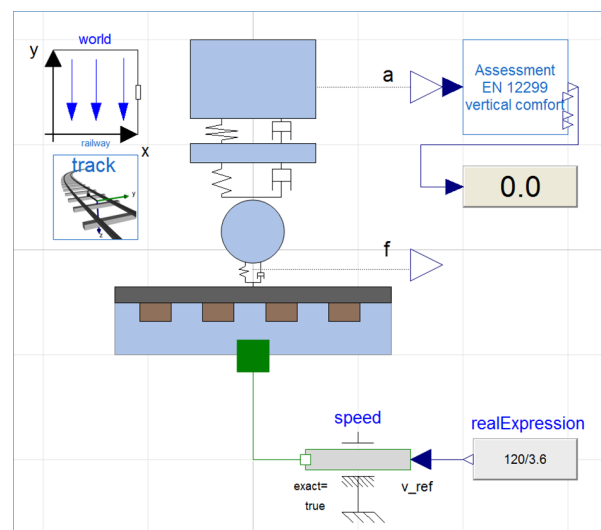 world
y
railway
x
track
y
z
a
Assessment
EN 12299
vertical comfort
0.0
f
speed
exact=
true
v_ref
realExpression
120/3.6